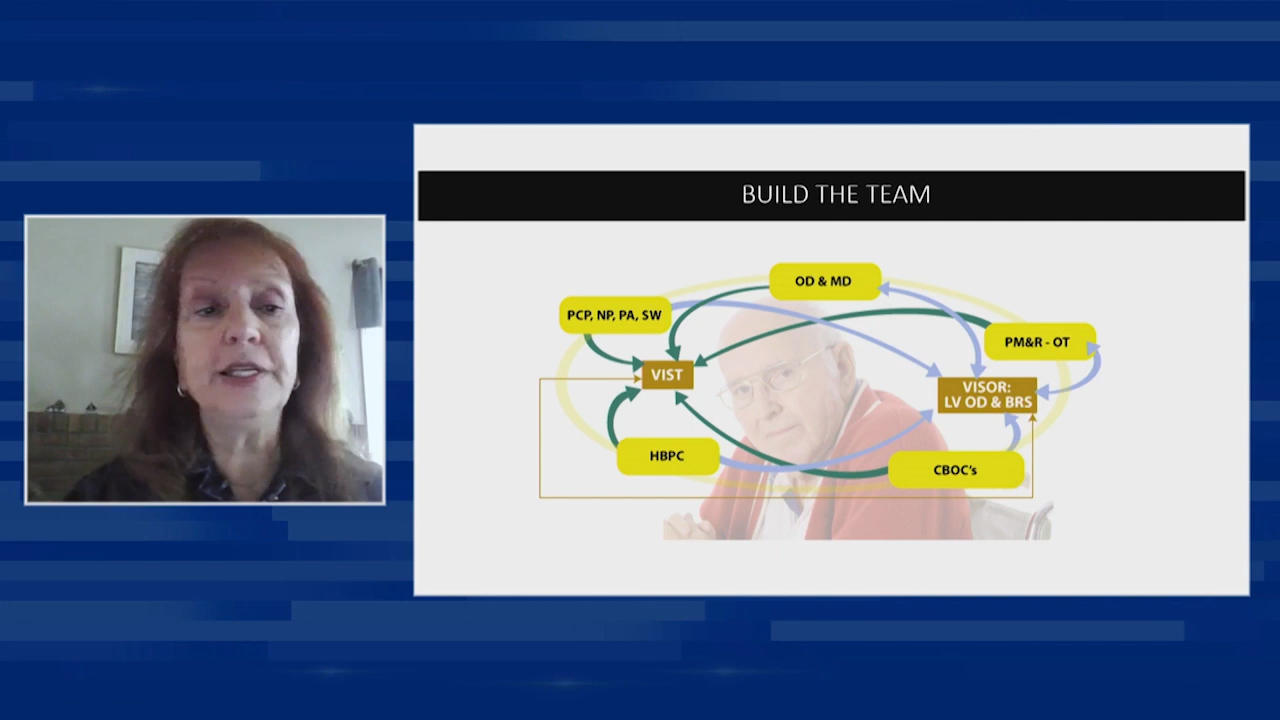 BUILD THE TEAM
OD & MD
PCP, NP, PA, SW
PM&R - OT
VIST
VISOR:
LV OD & BRS
HBPC
CBOC's